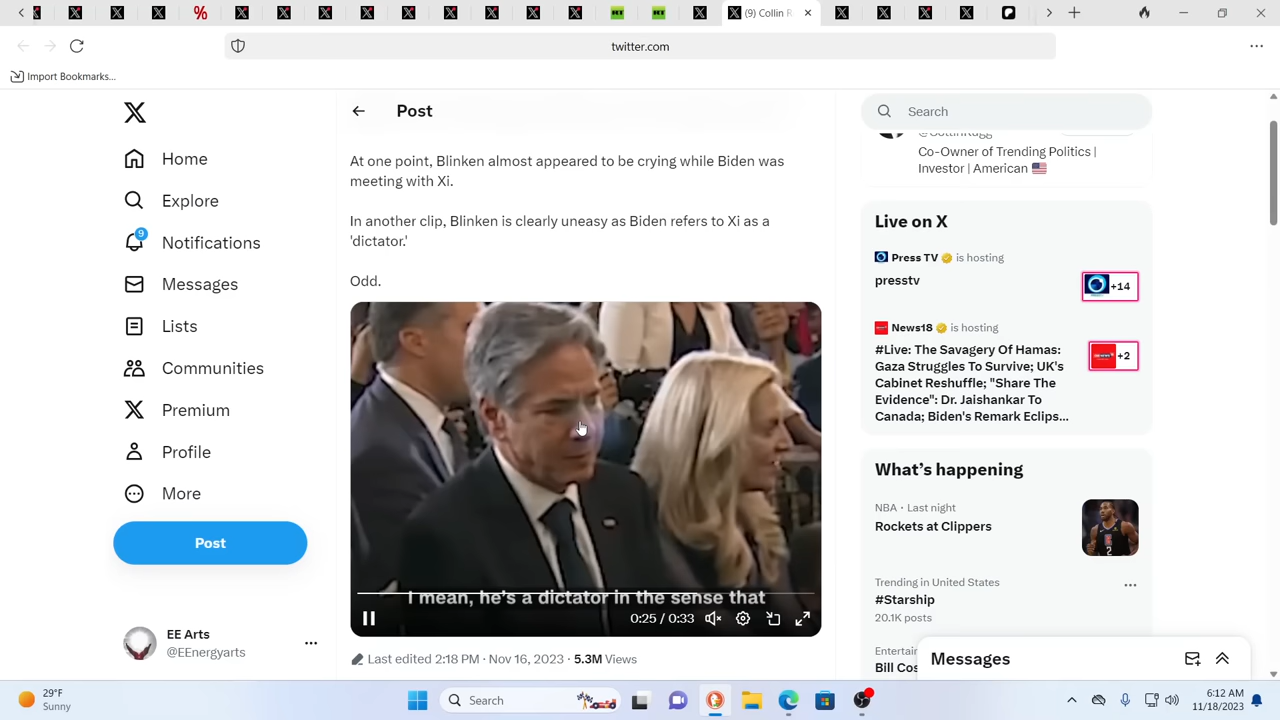 (9) Collin R
twitter.com
Import Bookmarks...
Post
Search
Home
Explore
9
Notifications
Messages
Lists
Communities
Premium
Profile
More
Post
EE Arts
@EEnergyarts
At one point, Blinken almost appeared to be crying while Biden was
meeting with Xi.
In another clip, Blinken is clearly uneasy as Biden refers to Xi as a
'dictator.'
Odd.
I mean, he's a dictator in the sense that
0:25 / 0:33
Last edited 2:18 PM · Nov 16, 2023 · 5.3M Views
@CollinRugg
Co-Owner of Trending Politics |
Investor | American
Live on X
Press TV is hosting
presstv
+14
News18 is hosting
#Live: The Savagery Of Hamas:
Gaza Struggles To Survive; UK's
Cabinet Reshuffle; "Share The
Evidence": Dr. Jaishankar To
Canada; Biden's Remark Eclips...
+2
What's happening
NBA · Last night
Rockets at Clippers
Trending in United States
#Starship
20.1K posts
Entertain
Bill Cos
Messages
29°F
Sunny
Search
6:12 AM
11/18/2023